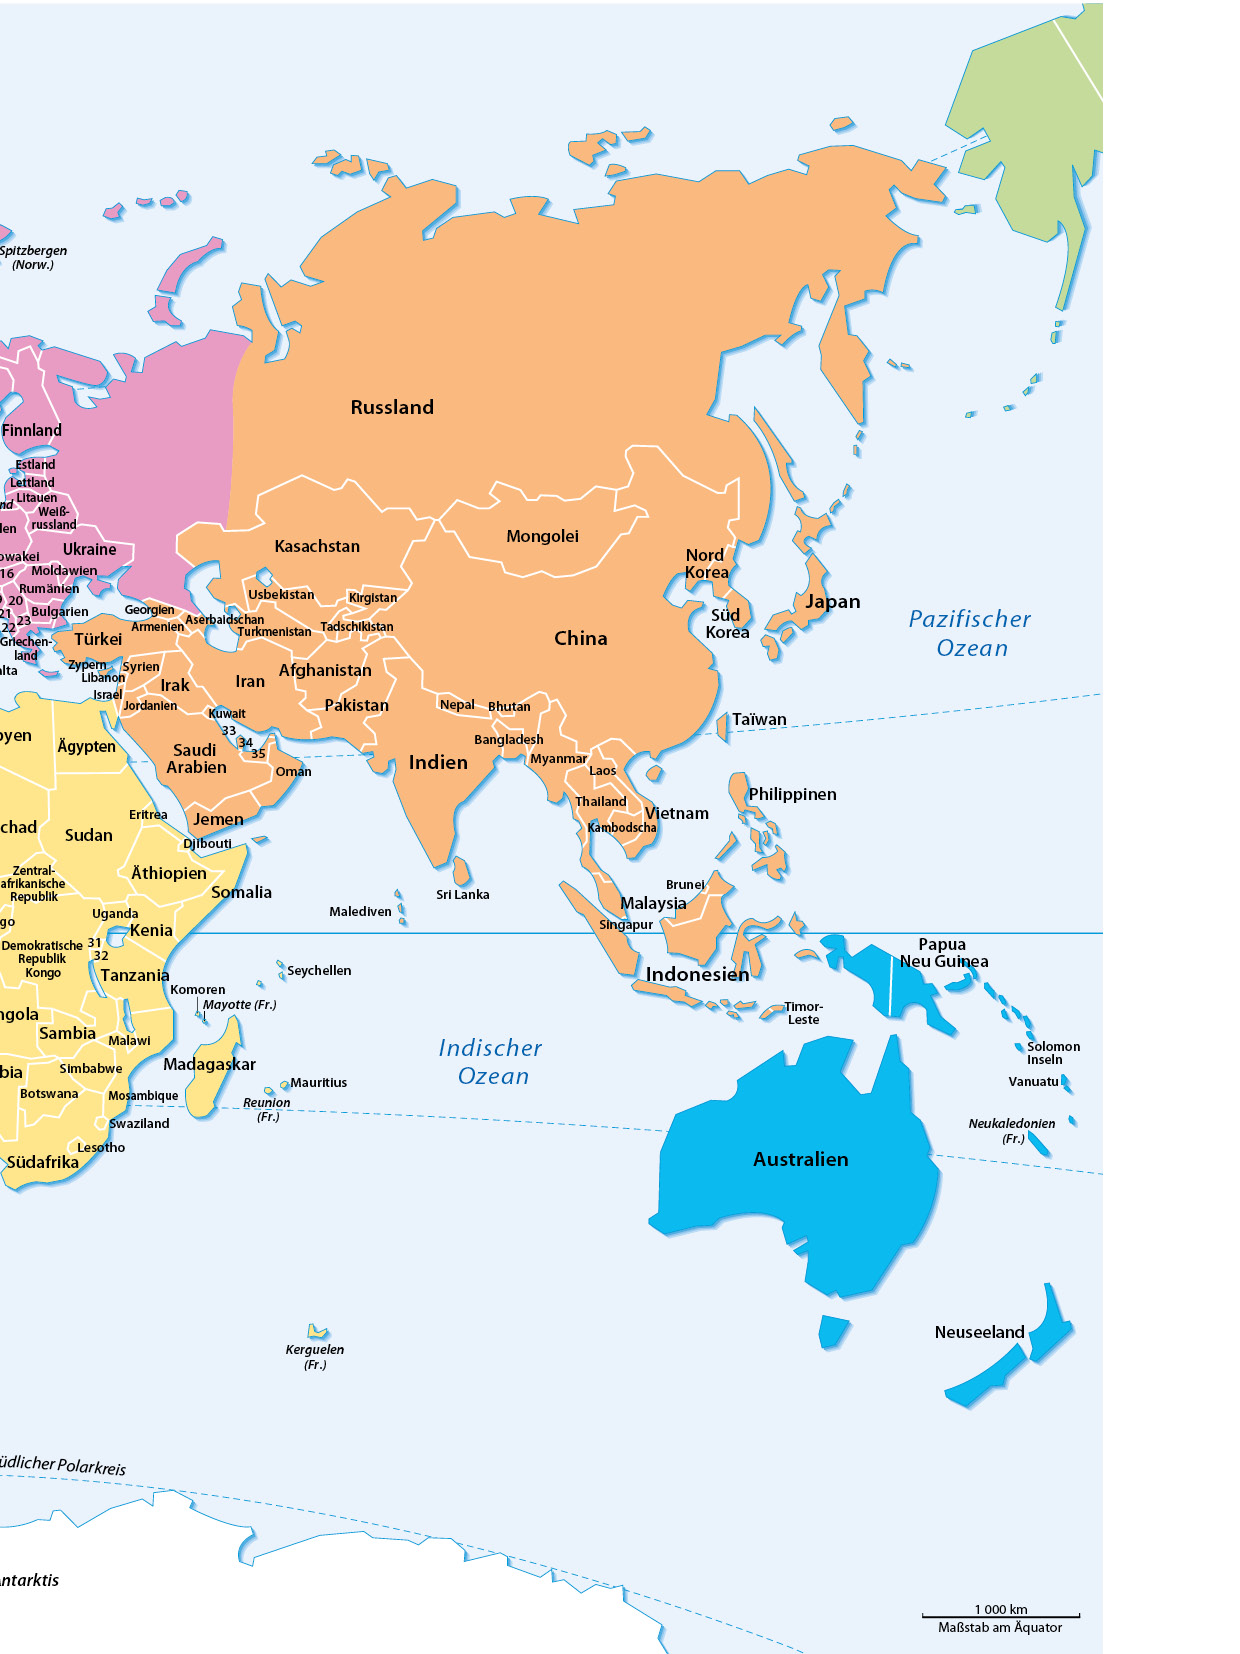 Spitzbergen
(Norw.)
Russland
Finnland
Estland
Lettland
Litauen
nd
Weiß-
russland
len
Ukraine
Kasachstan
Mongolei
owakei
16
Moldawien
Rumänien
Nord
Korea
Usbekistan
Kirgistan
20
21
22
23
Bulgarien
Georgien
Armenien
Aserbaidschan
Turkmenistan
Tadschikistan
Süd
Korea
Japan
Pazifischer
Ozean
China
Griechen-
land
Türkei
alta
Zypern
Libanon
Israel
Syrien
Jordanien
Irak
Iran
Afghanistan
Pakistan
Kuwait
33
34
35
Nepal
Bhutan
Bangladesh
Taïwan
byen
Ägypten
Saudi
Arabien
Oman
Indien
Myanmar
Laos
Thailand
Kambodscha
Vietnam
Philippinen
chad
Sudan
Eritrea
Jemen
Djibouti
Zentral-
afrikanische
Republik
Äthiopien
Somalia
Sri Lanka
Malediven
Brunei
Malaysia
Singapur
go
Uganda
Kenia
Demokratische
Republik
Kongo
31
32
Tanzania
Seychellen
Indonesien
Papua
Neu Guinea
Komoren
Mayotte (Fr.)
Timor-
Leste
ngola
Sambia
Malawi
Solomon
Inseln
Madagaskar
Indischer
Ozean
bia
Simbabwe
Botswana
Mosambique
Mauritius
Reunion
(Fr.)
Vanuatu
Neukaledonien
(Fr.)
Swaziland
Lesotho
Südafrika
Australien
Neuseeland
Kerguelen
(Fr.)
üdlicher Polarkreis
ntarktis
1 000 km
Maßstab am Äquator